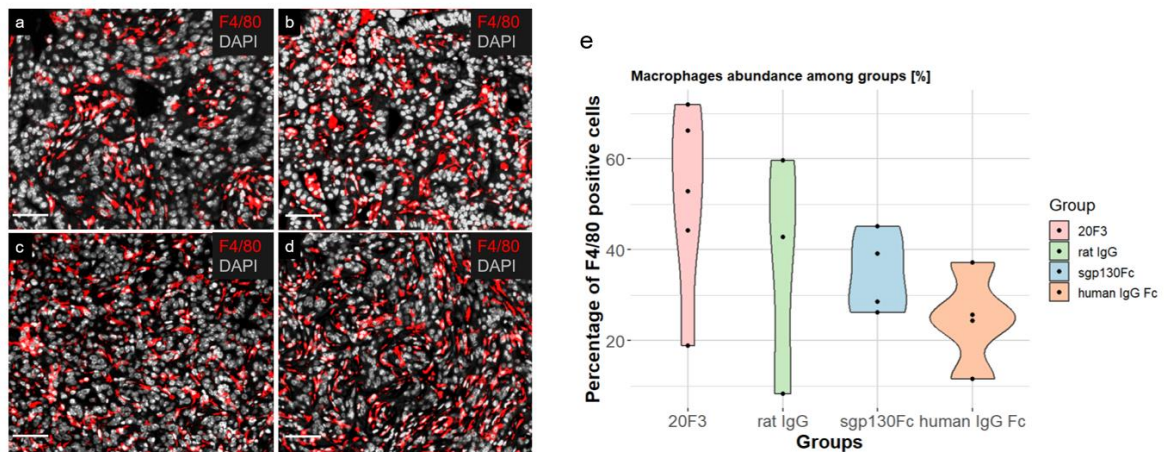 a
F4/80
DAPI
b
F4/80
DAPI
c
F4/80
DAPI
d
F4/80
DAPI
e
Macrophages abundance among groups [%]
Percentage of F4/80 positive cells
60
40
20
20F3
rat IgG
sgp130Fc
human IgG Fc
Groups
Group
20F3
rat IgG
sgp130Fc
human IgG Fc